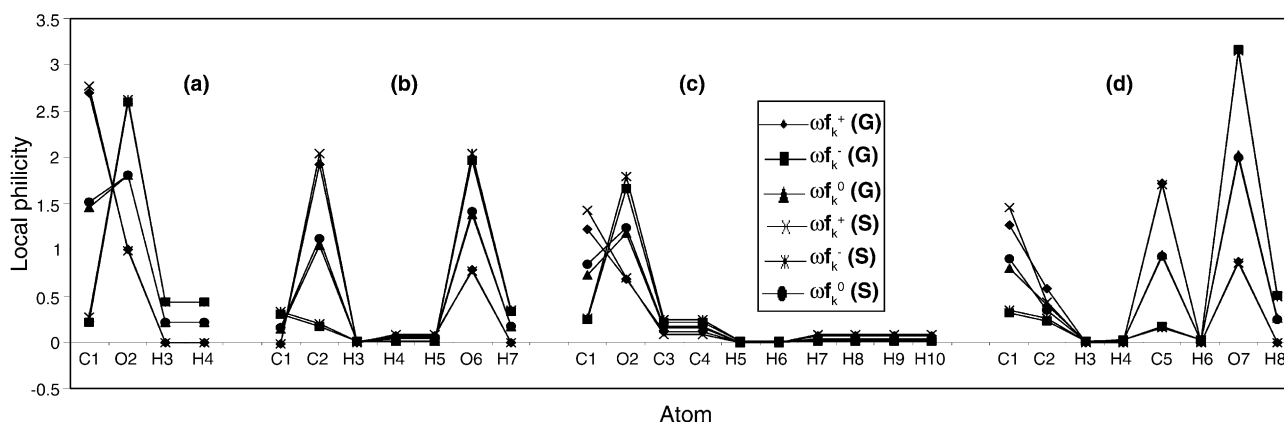 3.5
3
2.5
2
1.5
1
0.5
0
-0.5
Local philicity
(a) (b) (c) (d)
ωfk+ (G)
ωfk- (G)
ωfk0 (G)
ωfk+ (S)
ωfk- (S)
ωfk0 (S)
C1 O2 H3 H4 C1 C2 H3 H4 H5 O6 H7 C1 O2 C3 C4 H5 H6 H7 H8 H9 H10 C1 C2 H3 H4 C5 H6 O7 H8
Atom